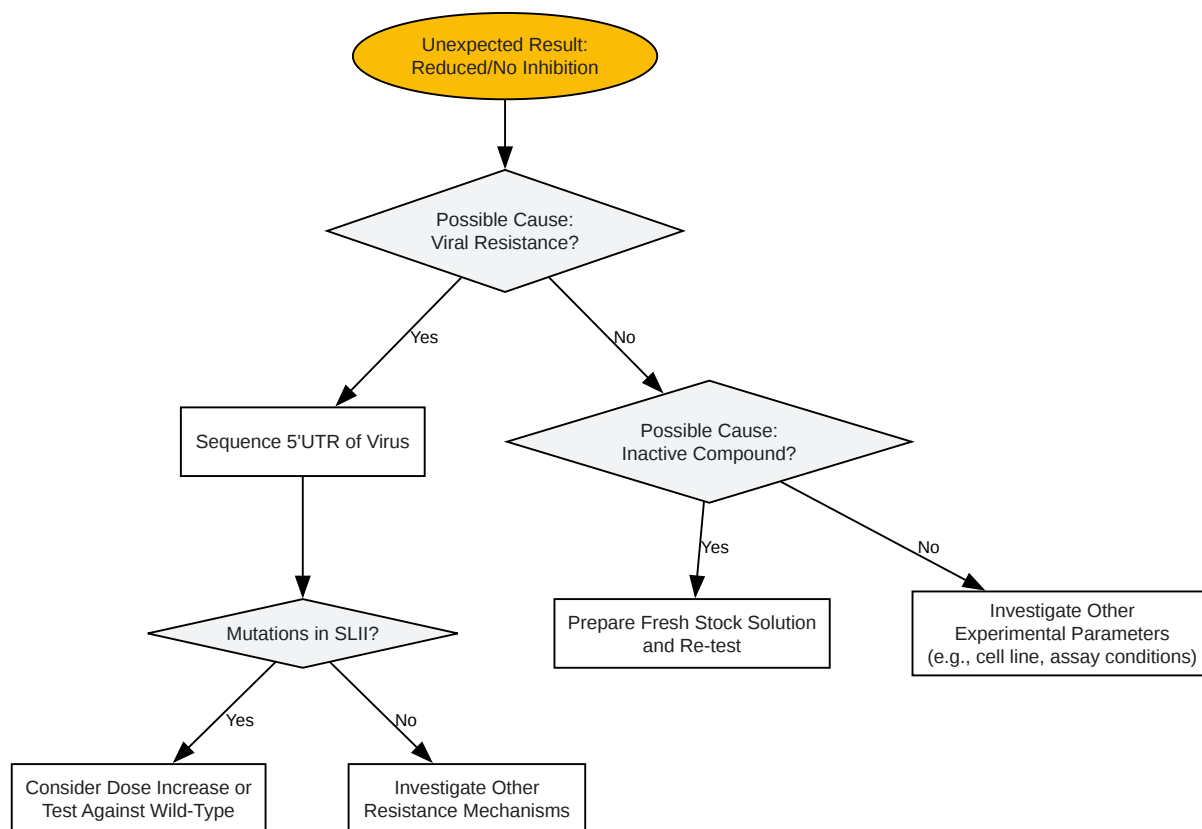 Unexpected Result:
Reduced/No Inhibition
Possible Cause:
Viral Resistance?
Yes
No
Sequence 5'UTR of Virus
Possible Cause:
Inactive Compound?
Yes
No
Mutations in SLII?
Prepare Fresh Stock Solution
and Re-test
Investigate Other
Experimental Parameters
(e.g., cell line, assay conditions)
Yes
No
Consider Dose Increase or
Test Against Wild-Type
Investigate Other
Resistance Mechanisms